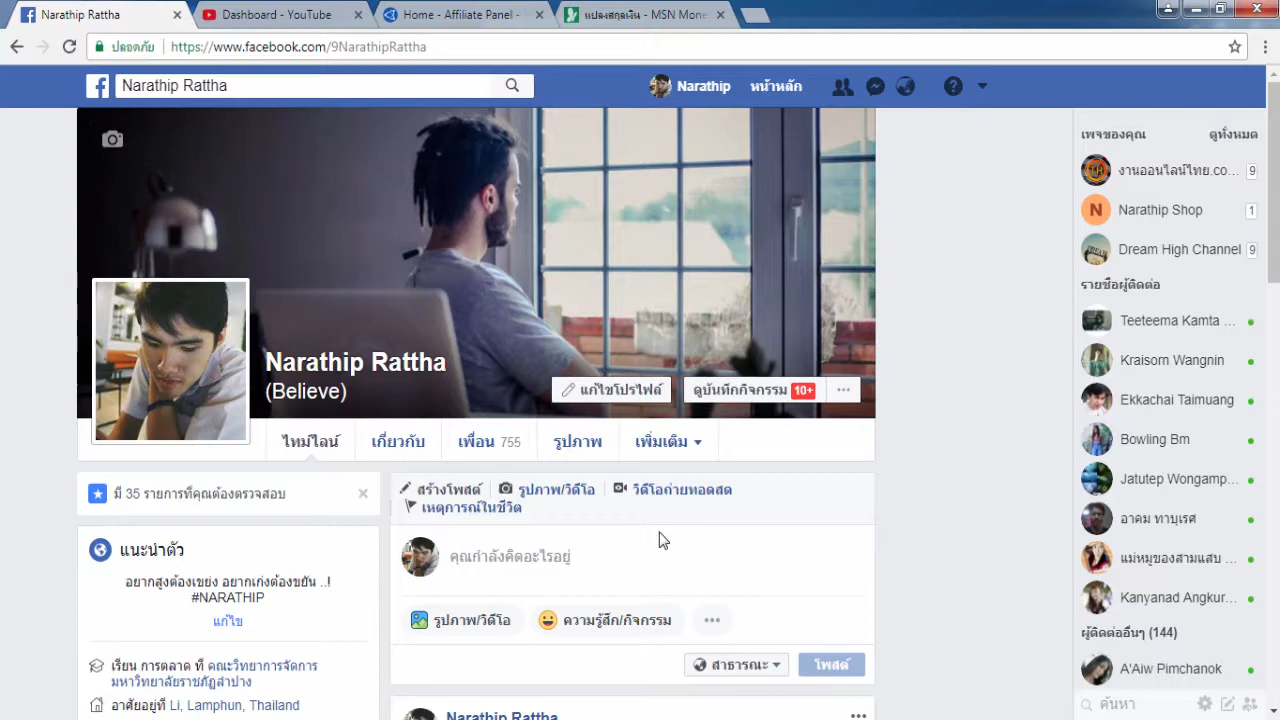 Narathip Rattha
Dashboard - YouTube
Home - Affiliate Panel -
แปลงสกุลเงิน - MSN Mone
ปลอดภัย
https://www.facebook.com/9NarathipRattha
Narathip Rattha
Narathip
หน้าหลัก
Narathip Rattha
(Believe)
แก้ไขโปรไฟล์
ดูบันทึกกิจกรรม 10+
ไทม์ไลน์
เกี่ยวกับ
เพื่อน 755
รูปภาพ
เพิ่มเติม
มี 35 รายการที่คุณต้องตรวจสอบ
แนะนำตัว
อยากสูงต้องเขย่ง อยากเก่งต้องขยัน ..!
#NARATHIP
แก้ไข
เรียน การตลาด ที่ คณะวิทยาการจัดการ
มหาวิทยาลัยราชภัฏลำปาง
อาศัยอยู่ที่ Li, Lamphun, Thailand
สร้างโพสต์
รูปภาพ/วิดีโอ
วิดีโอถ่ายทอดสด
เหตุการณ์ในชีวิต
คุณกำลังคิดอะไรอยู่
รูปภาพ/วิดีโอ
ความรู้สึก/กิจกรรม
สาธารณะ
โพสต์
Narathip Rattha
เพจของคุณ
ดูทั้งหมด
งานออนไลน์ไทย.co... 9
Narathip Shop 1
Dream High Channel 9
รายชื่อผู้ติดต่อ
Teeteema Kamta ...
Kraisorn Wangnin
Ekkachai Taimuang
Bowling Bm
Jatutep Wongamp...
อาคม ทาบุเรศ
แม่หมูของสามแสบ ...
Kanyanad Angkur...
ผู้ติดต่ออื่นๆ (144)
A'Aiw Pimchanok
ค้นหา